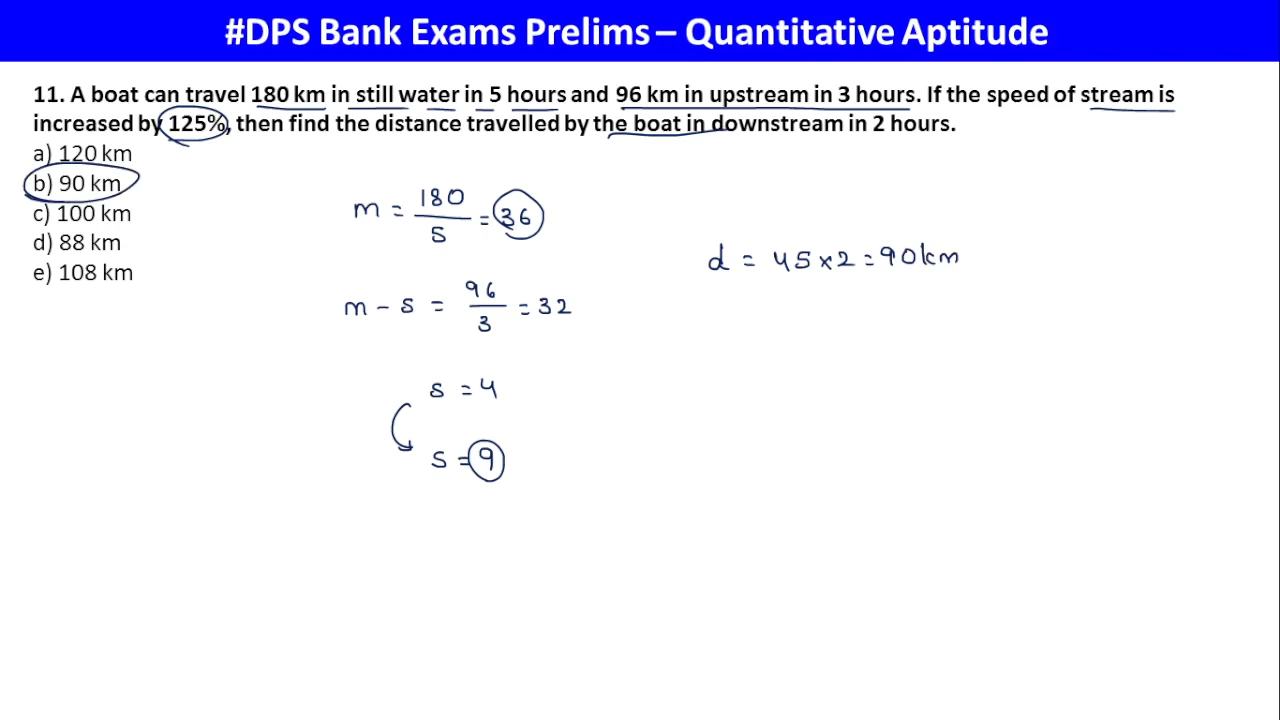 #DPS Bank Exams Prelims – Quantitative Aptitude
11. A boat can travel 180 km in still water in 5 hours and 96 km in upstream in 3 hours. If the speed of stream is
increased by 125%, then find the distance travelled by the boat in downstream in 2 hours.
a) 120 km
b) 90 km
c) 100 km
d) 88 km
e) 108 km
m = 180/5 = 36
m - s = 96/3 = 32
s = 4
s = 9
d = 45 × 2 = 90km